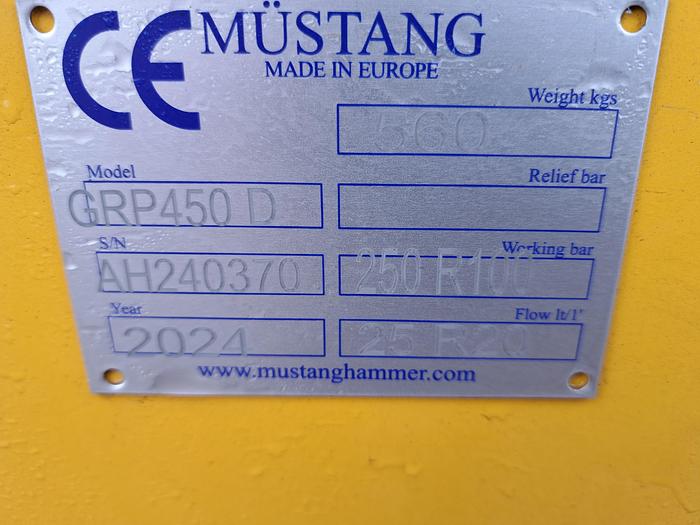 CE MÜSTANG
MADE IN EUROPE
Weight kgs
560
Model
Relief bar
GRP450 D
S/N
Working bar
AH240370
250 R100
Year
Flow lt/1'
2024
25 R20
www.mustanghammer.com